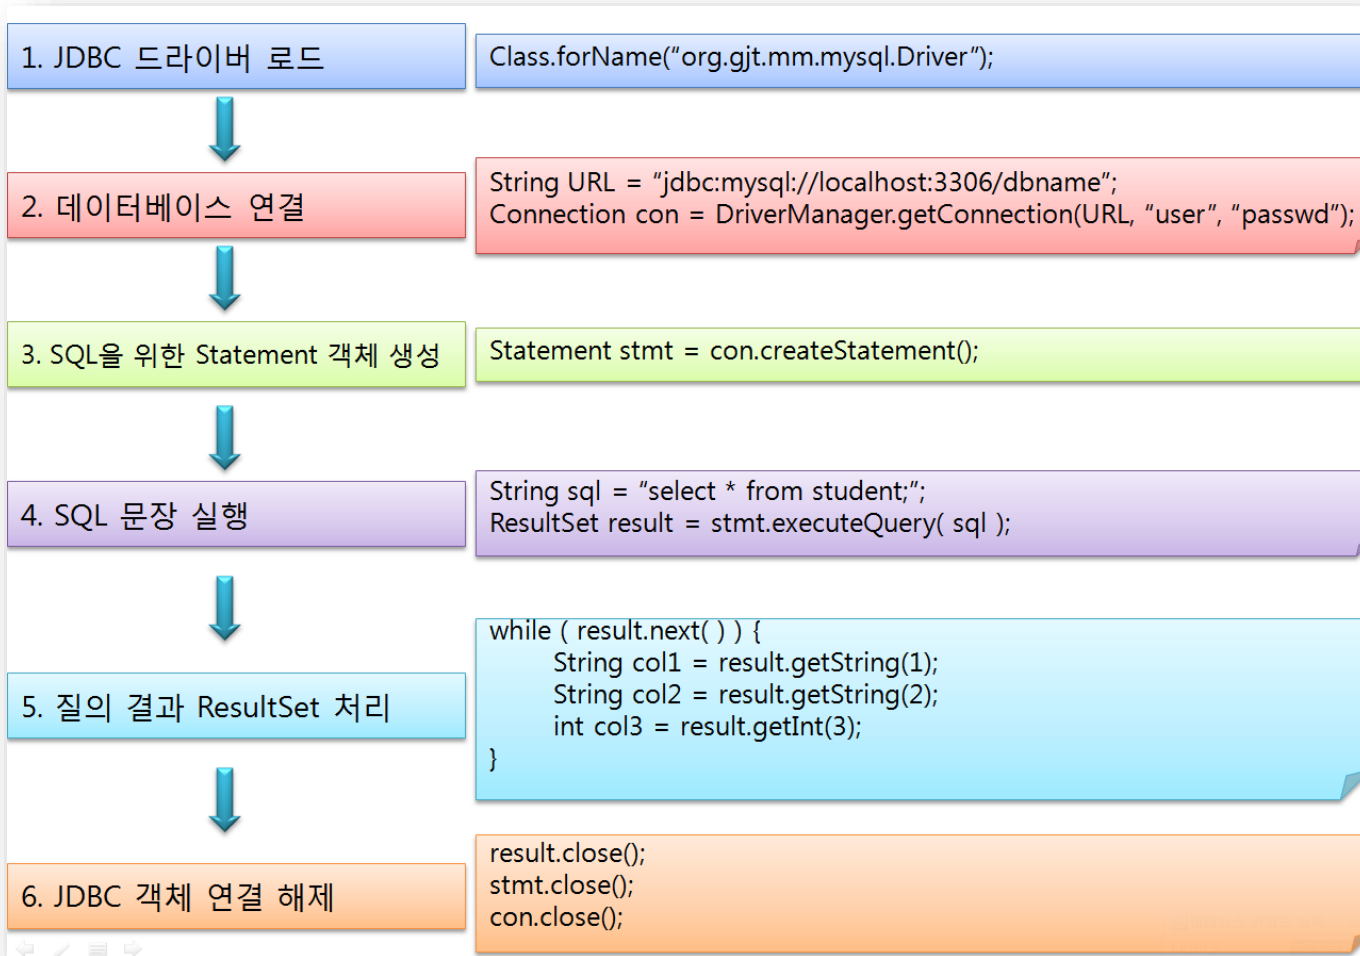 1. JDBC 드라이버 로드
Class.forName(“org.gjt.mm.mysql.Driver”);
2. 데이터베이스 연결
String URL = “jdbc:mysql://localhost:3306/dbname”;
Connection con = DriverManager.getConnection(URL, “user”, “passwd”);
3. SQL을 위한 Statement 객체 생성
Statement stmt = con.createStatement();
4. SQL 문장 실행
String sql = “select * from student;”;
ResultSet result = stmt.executeQuery( sql );
5. 질의 결과 ResultSet 처리
while ( result.next( ) ) {
String col1 = result.getString(1);
String col2 = result.getString(2);
int col3 = result.getInt(3);
}
6. JDBC 객체 연결 해제
result.close();
stmt.close();
con.close();